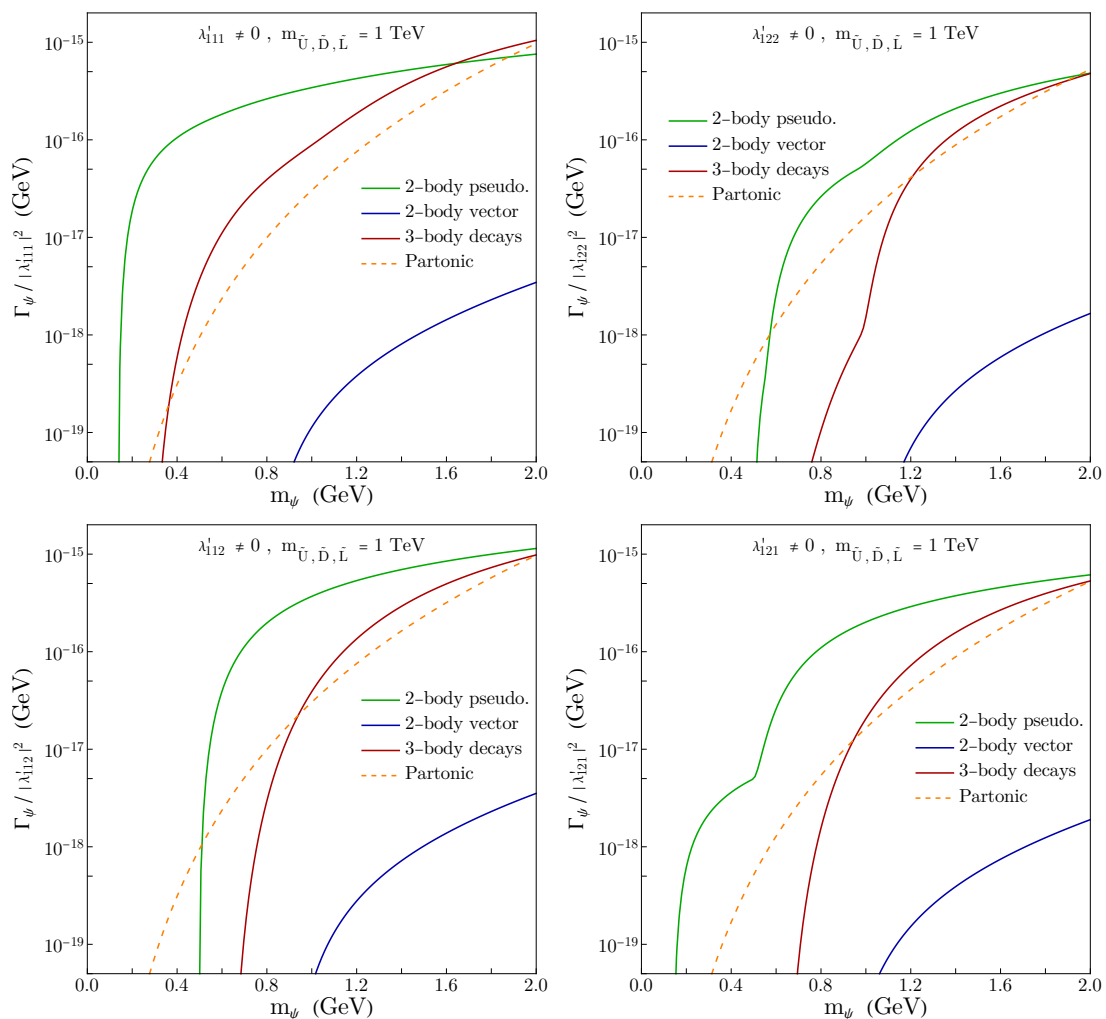 λ′111 ≠ 0 , m Ũ, D̃, L̃ = 1 TeV
10^−15
10^−16
10^−17
10^−18
10^−19
Γψ / |λ′111|^2 (GeV)
2−body pseudo.
2−body vector
3−body decays
Partonic
0.0 0.4 0.8 1.2 1.6 2.0
mψ (GeV)
λ′122 ≠ 0 , m Ũ, D̃, L̃ = 1 TeV
10^−15
10^−16
10^−17
10^−18
10^−19
Γψ / |λ′122|^2 (GeV)
2−body pseudo.
2−body vector
3−body decays
Partonic
0.0 0.4 0.8 1.2 1.6 2.0
mψ (GeV)
λ′112 ≠ 0 , m Ũ, D̃, L̃ = 1 TeV
10^−15
10^−16
10^−17
10^−18
10^−19
Γψ / |λ′112|^2 (GeV)
2−body pseudo.
2−body vector
3−body decays
Partonic
0.0 0.4 0.8 1.2 1.6 2.0
mψ (GeV)
λ′121 ≠ 0 , m Ũ, D̃, L̃ = 1 TeV
10^−15
10^−16
10^−17
10^−18
10^−19
Γψ / |λ′121|^2 (GeV)
2−body pseudo.
2−body vector
3−body decays
Partonic
0.0 0.4 0.8 1.2 1.6 2.0
mψ (GeV)